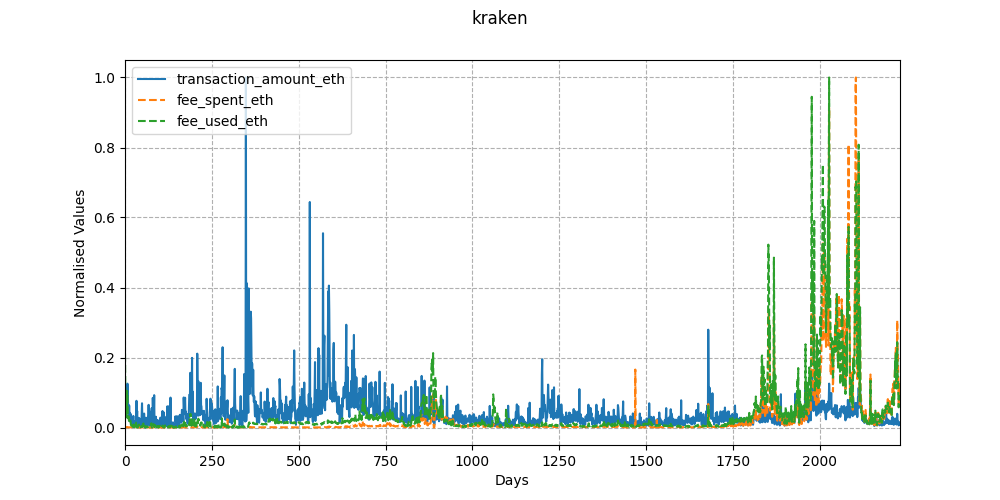 kraken
transaction_amount_eth
fee_spent_eth
fee_used_eth
Normalised Values
1.0
0.8
0.6
0.4
0.2
0.0
0 250 500 750 1000 1250 1500 1750 2000
Days